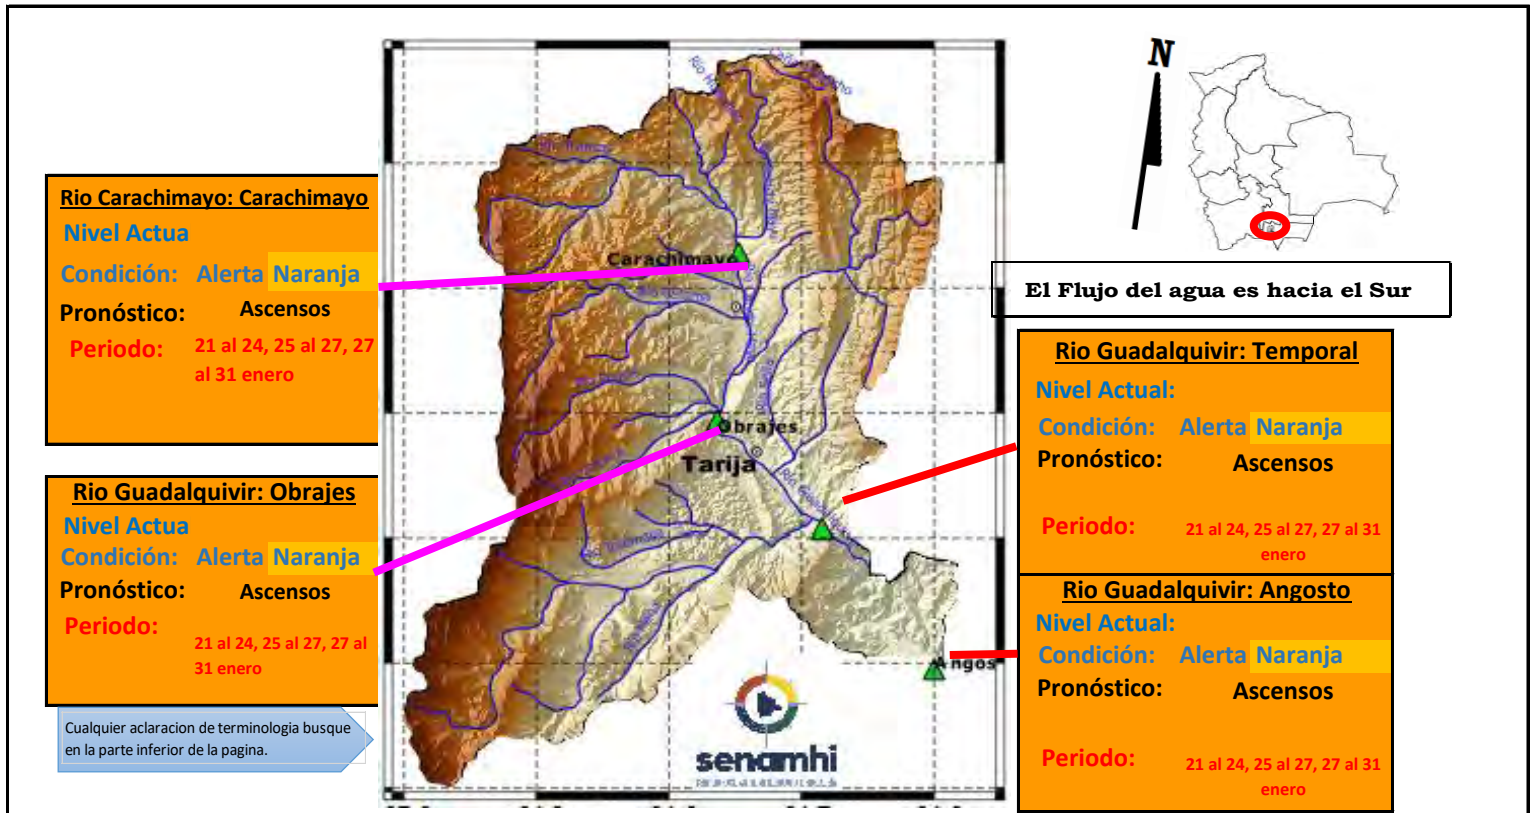 Rio Carachimayo: Carachimayo
Nivel Actua
Condición: Alerta Naranja
Pronóstico: Ascensos
Periodo: 21 al 24, 25 al 27, 27
al 31 enero
Rio Guadalquivir: Obrajes
Nivel Actua
Condición: Alerta Naranja
Pronóstico: Ascensos
Periodo:
21 al 24, 25 al 27, 27 al
31 enero
Cualquier aclaracion de terminologia busque
en la parte inferior de la pagina.
Carachimayo
Obrajes
Tarija
Angos
senamhi
N
El Flujo del agua es hacia el Sur
Rio Guadalquivir: Temporal
Nivel Actual:
Condición: Alerta Naranja
Pronóstico: Ascensos
Periodo: 21 al 24, 25 al 27, 27 al 31
enero
Rio Guadalquivir: Angosto
Nivel Actual:
Condición: Alerta Naranja
Pronóstico: Ascensos
Periodo: 21 al 24, 25 al 27, 27 al 31
enero